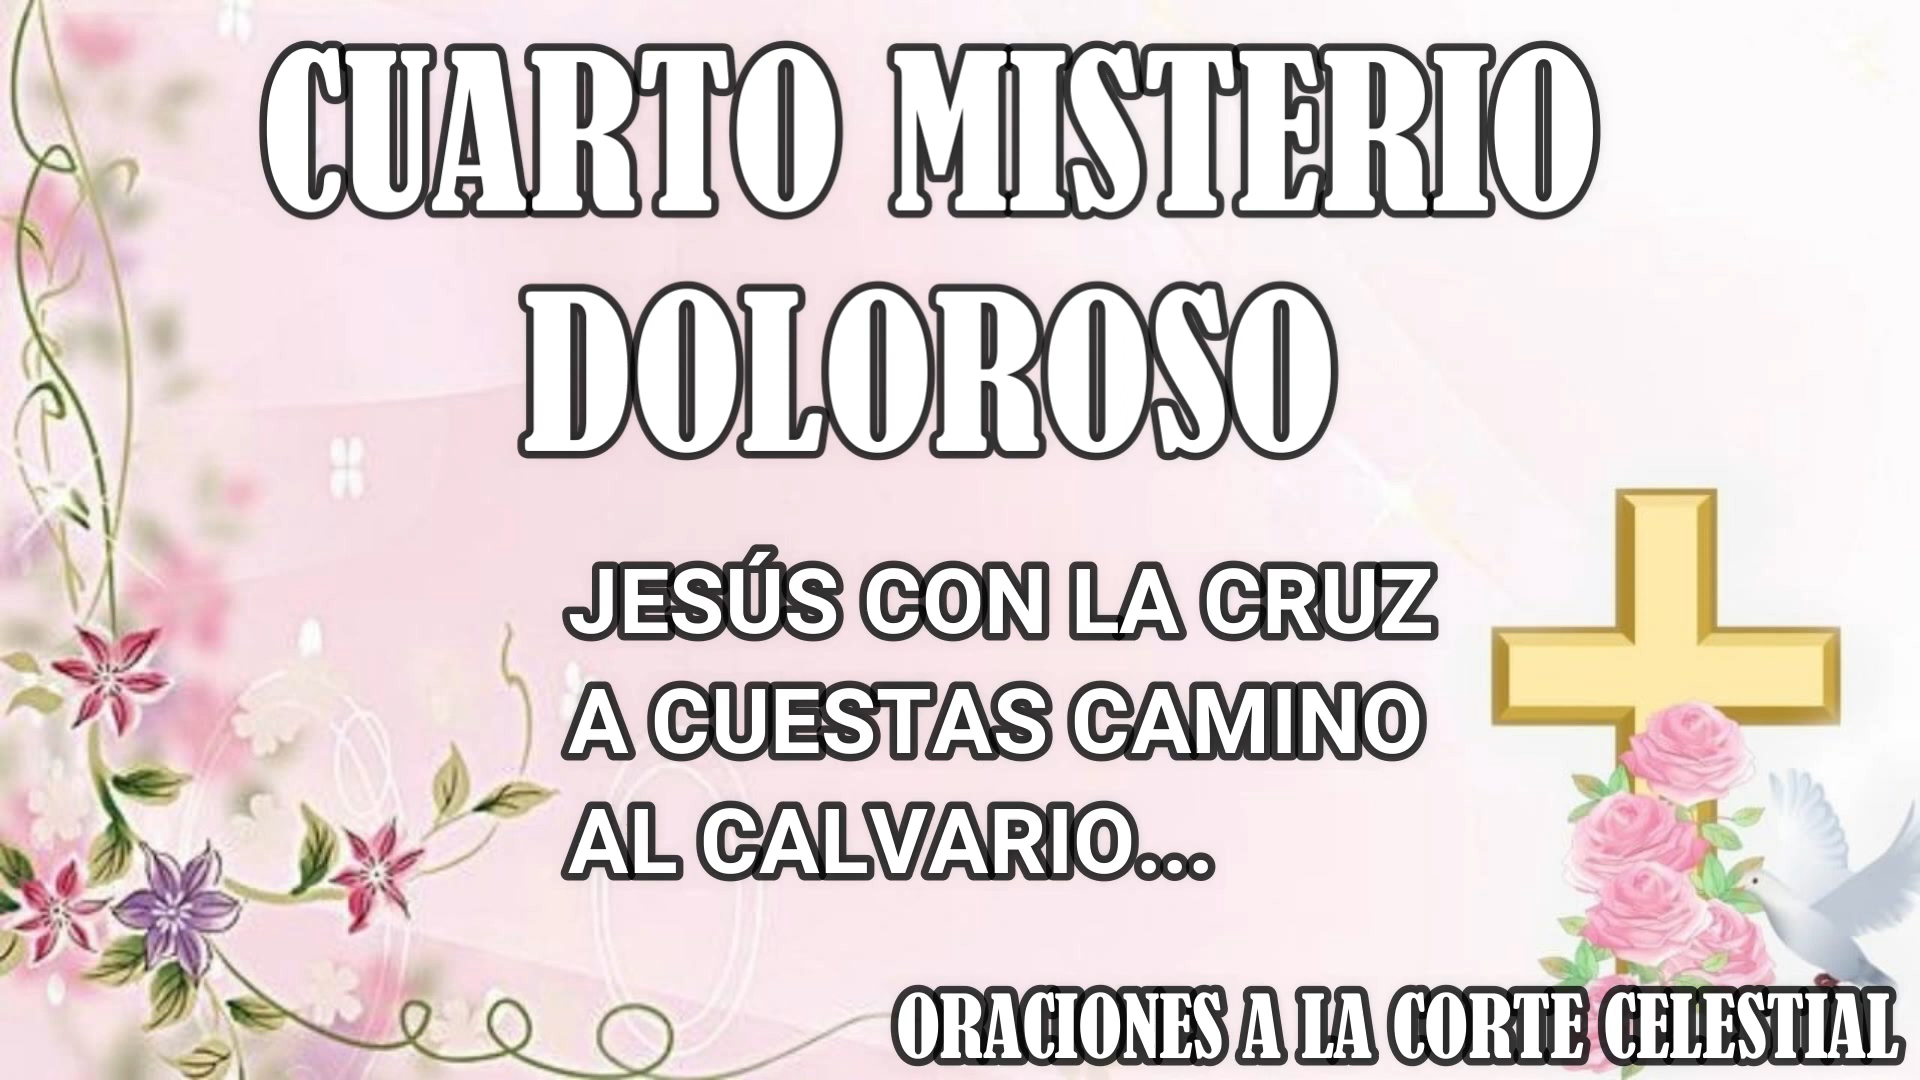 CUARTO MISTERIO
DOLOROSO
JESÚS CON LA CRUZ
A CUESTAS CAMINO
AL CALVARIO...
ORACIONES A LA CORTE CELESTIAL